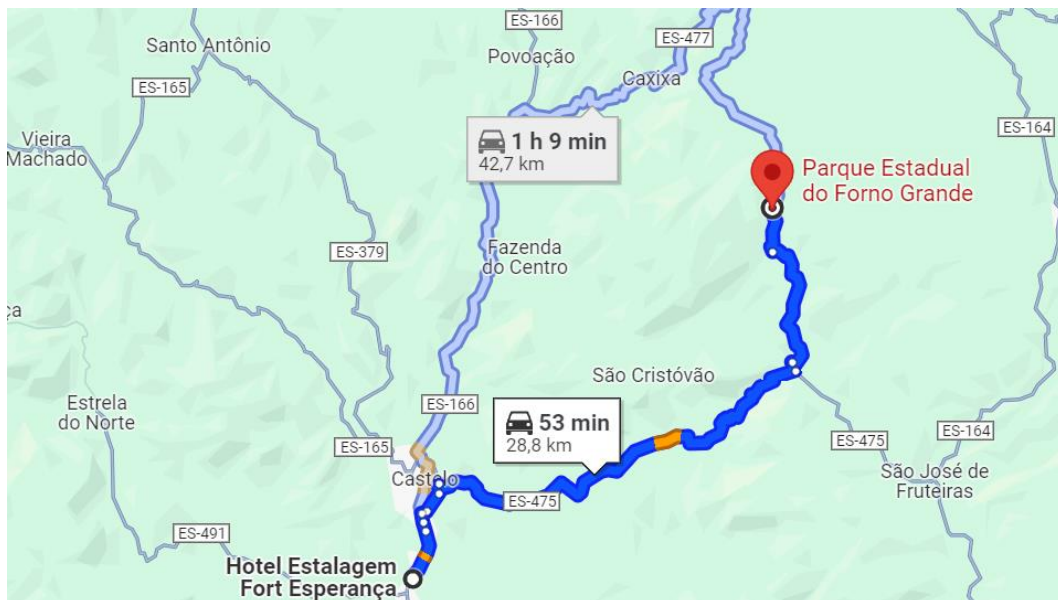 ES-166
Santo Antônio
ES-477
Povoação
Caxixa
ES-165
ES-164
Vieira
Machado
1 h 9 min
42,7 km
Parque Estadual
do Forno Grande
ES-379
Fazenda
do Centro
ça
São Cristóvão
Estrela
do Norte
ES-166
53 min
28,8 km
ES-165
ES-164
ES-475
Castelo
São José de
Fruteiras
ES-475
ES-491
Hotel Estalagem
Fort Esperança